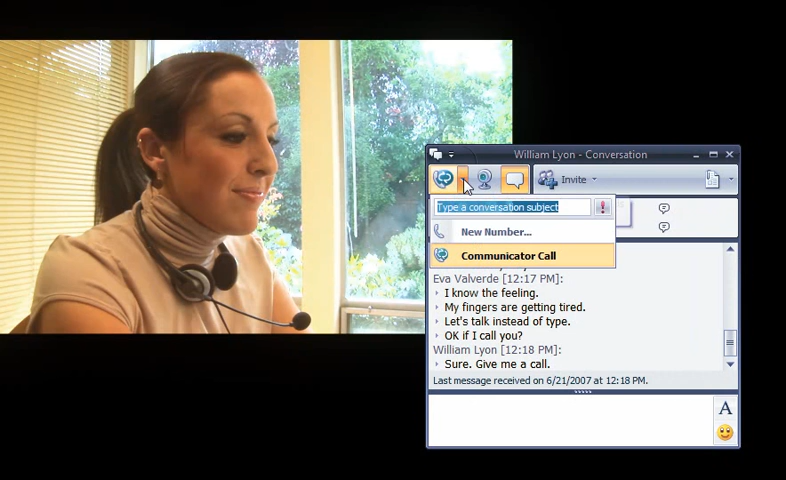 William Lyon - Conversation
Invite
Type a conversation subject
New Number...
Communicator Call
Eva Valverde [12:17 PM]:
I know the feeling.
My fingers are getting tired.
Let's talk instead of type.
OK if I call you?
William Lyon [12:18 PM]:
Sure. Give me a call.
Last message received on 6/21/2007 at 12:18 PM.
A